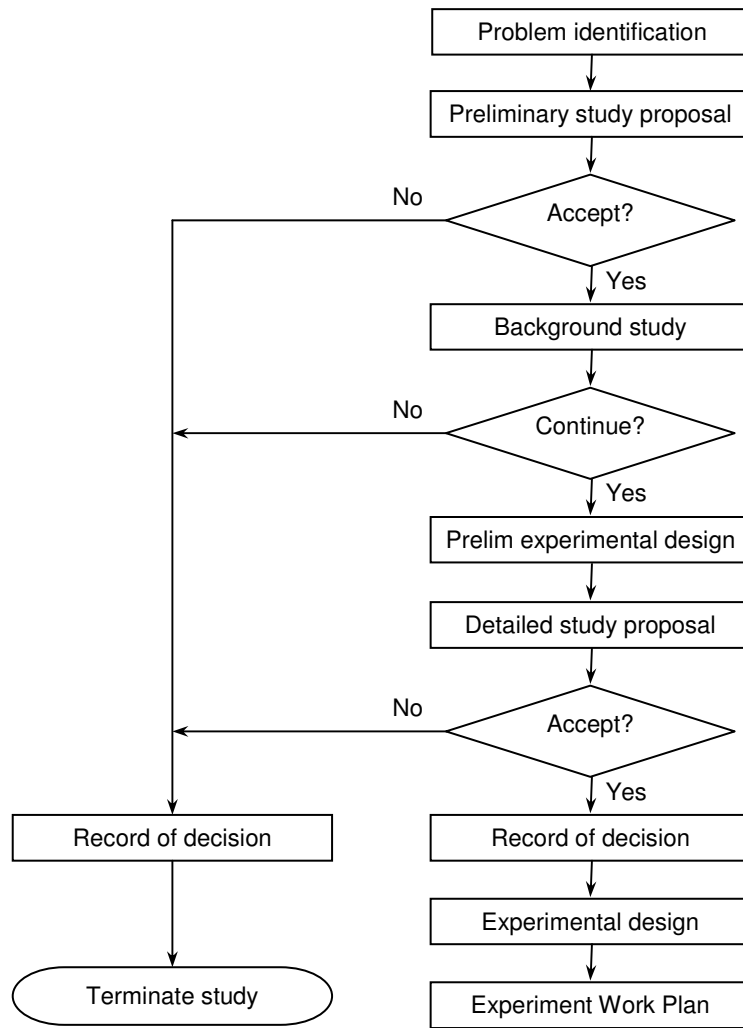 Problem identification
Preliminary study proposal
No
Accept?
Yes
Background study
No
Continue?
Yes
Prelim experimental design
Detailed study proposal
No
Accept?
Yes
Record of decision
Record of decision
Experimental design
Terminate study
Experiment Work Plan